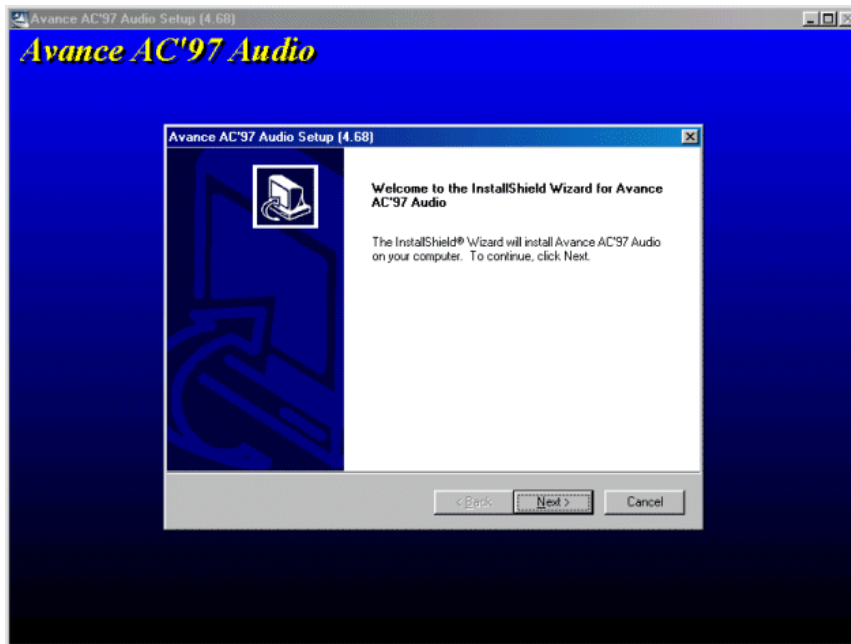 Avance AC'97 Audio Setup (4.68)
Avance AC'97 Audio
Avance AC'97 Audio Setup (4.68)
Welcome to the InstallShield Wizard for Avance
AC'97 Audio
The InstallShield® Wizard will install Avance AC'97 Audio
on your computer. To continue, click Next.
< Back
Next >
Cancel